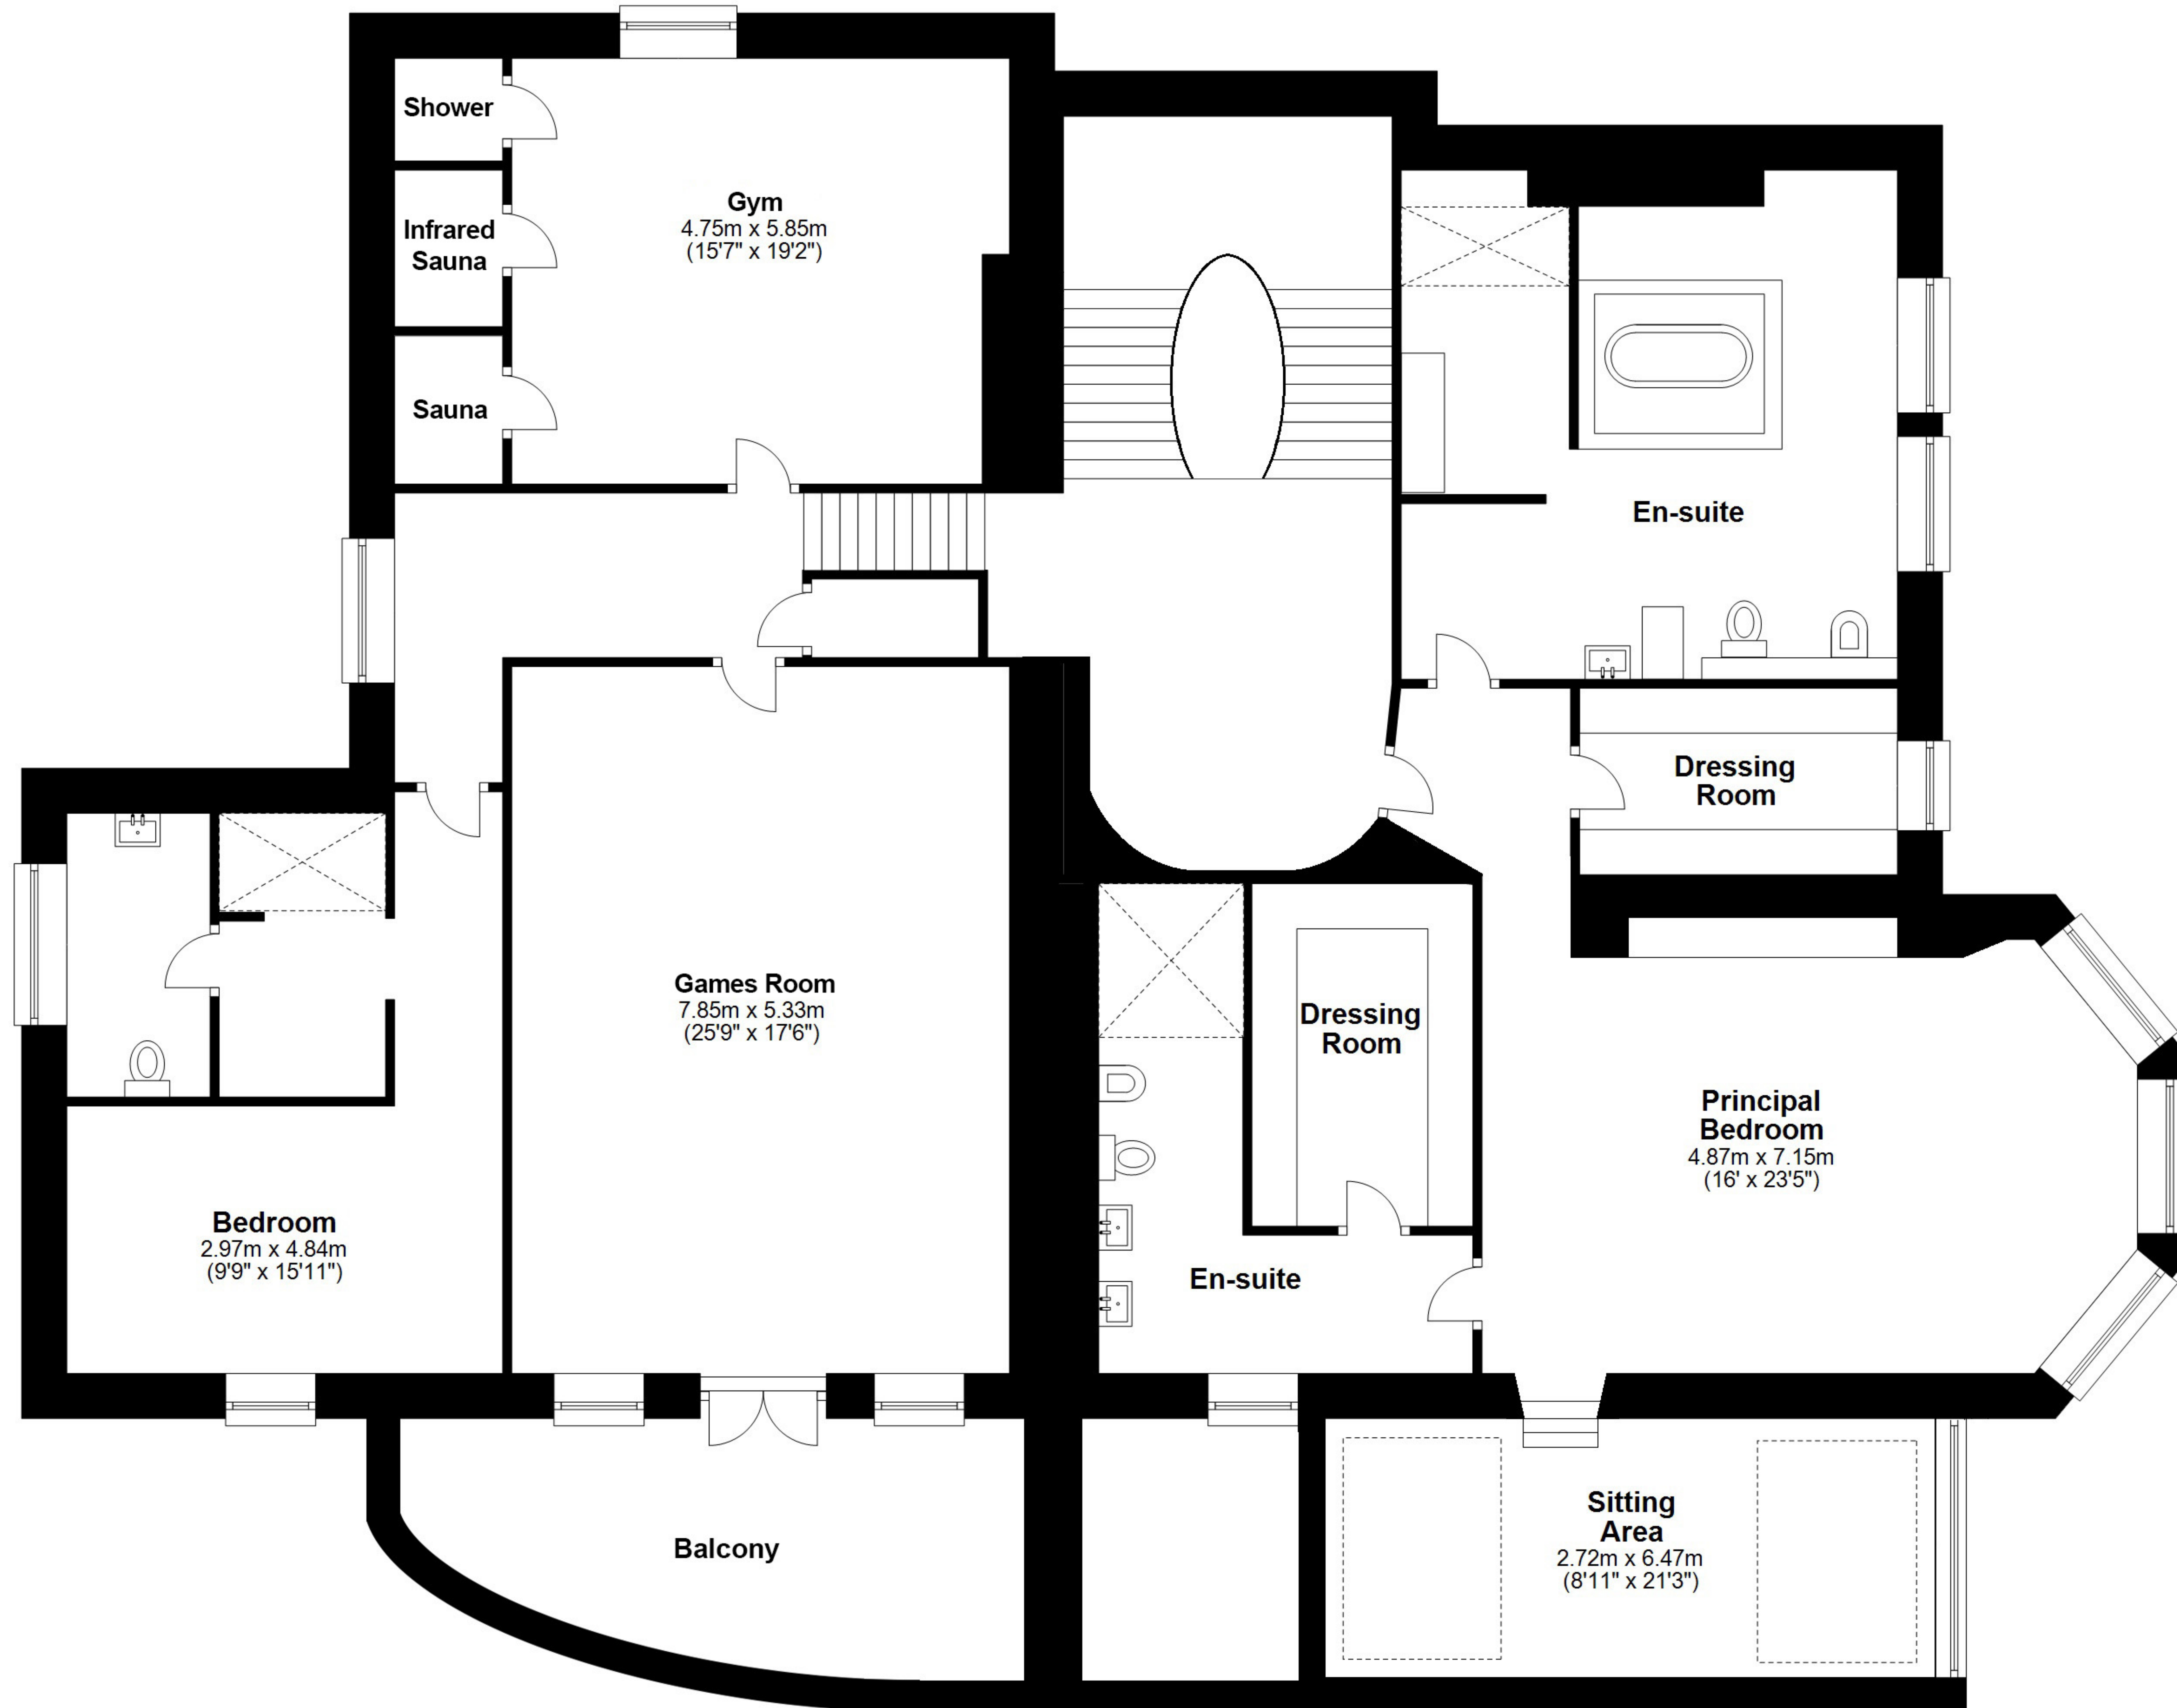 Shower
Infrared
Sauna
Sauna
Gym
4.75m x 5.85m
(15'7" x 19'2")
En-suite
Dressing
Room
Games Room
7.85m x 5.33m
(25'9" x 17'6")
Dressing
Room
Principal
Bedroom
4.87m x 7.15m
(16' x 23'5")
Bedroom
2.97m x 4.84m
(9'9" x 15'11")
En-suite
Balcony
Sitting
Area
2.72m x 6.47m
(8'11" x 21'3")